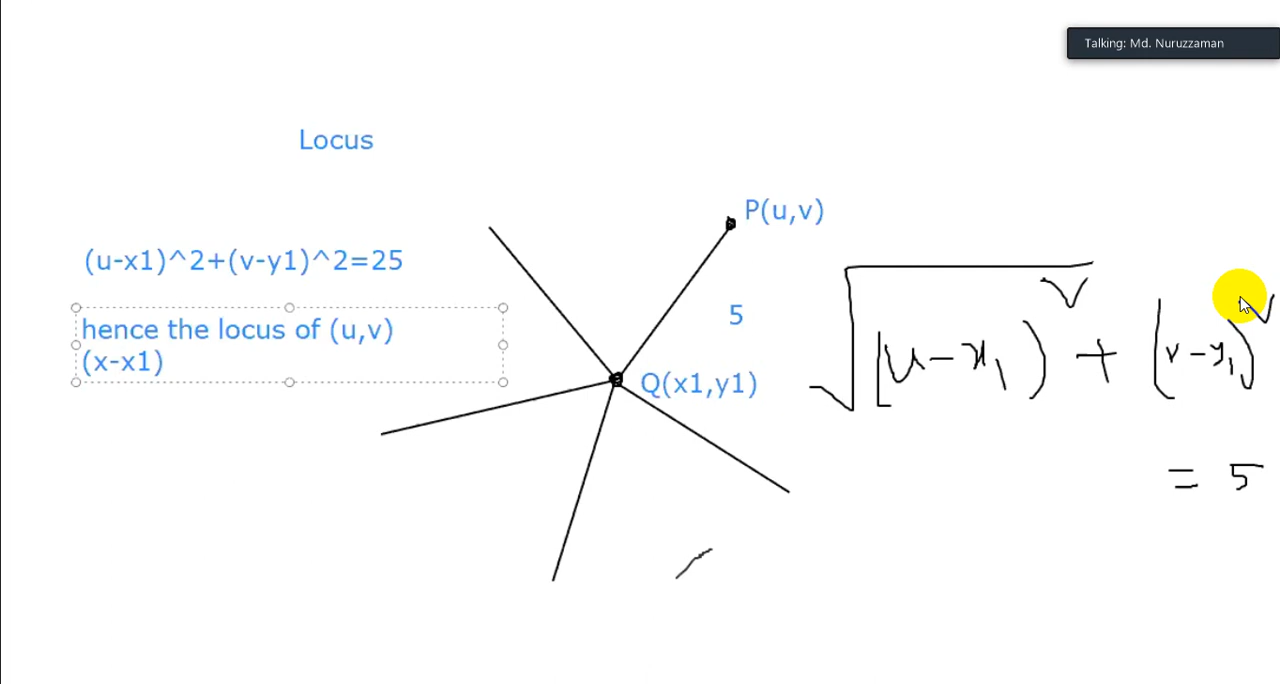 Talking: Md. Nuruzzaman
Locus
P(u,v)
(u-x1)^2+(v-y1)^2=25
hence the locus of (u,v)
(x-x1)
5
Q(x1,y1)
√[u-x₁)² + (v-y₁)²
= 5